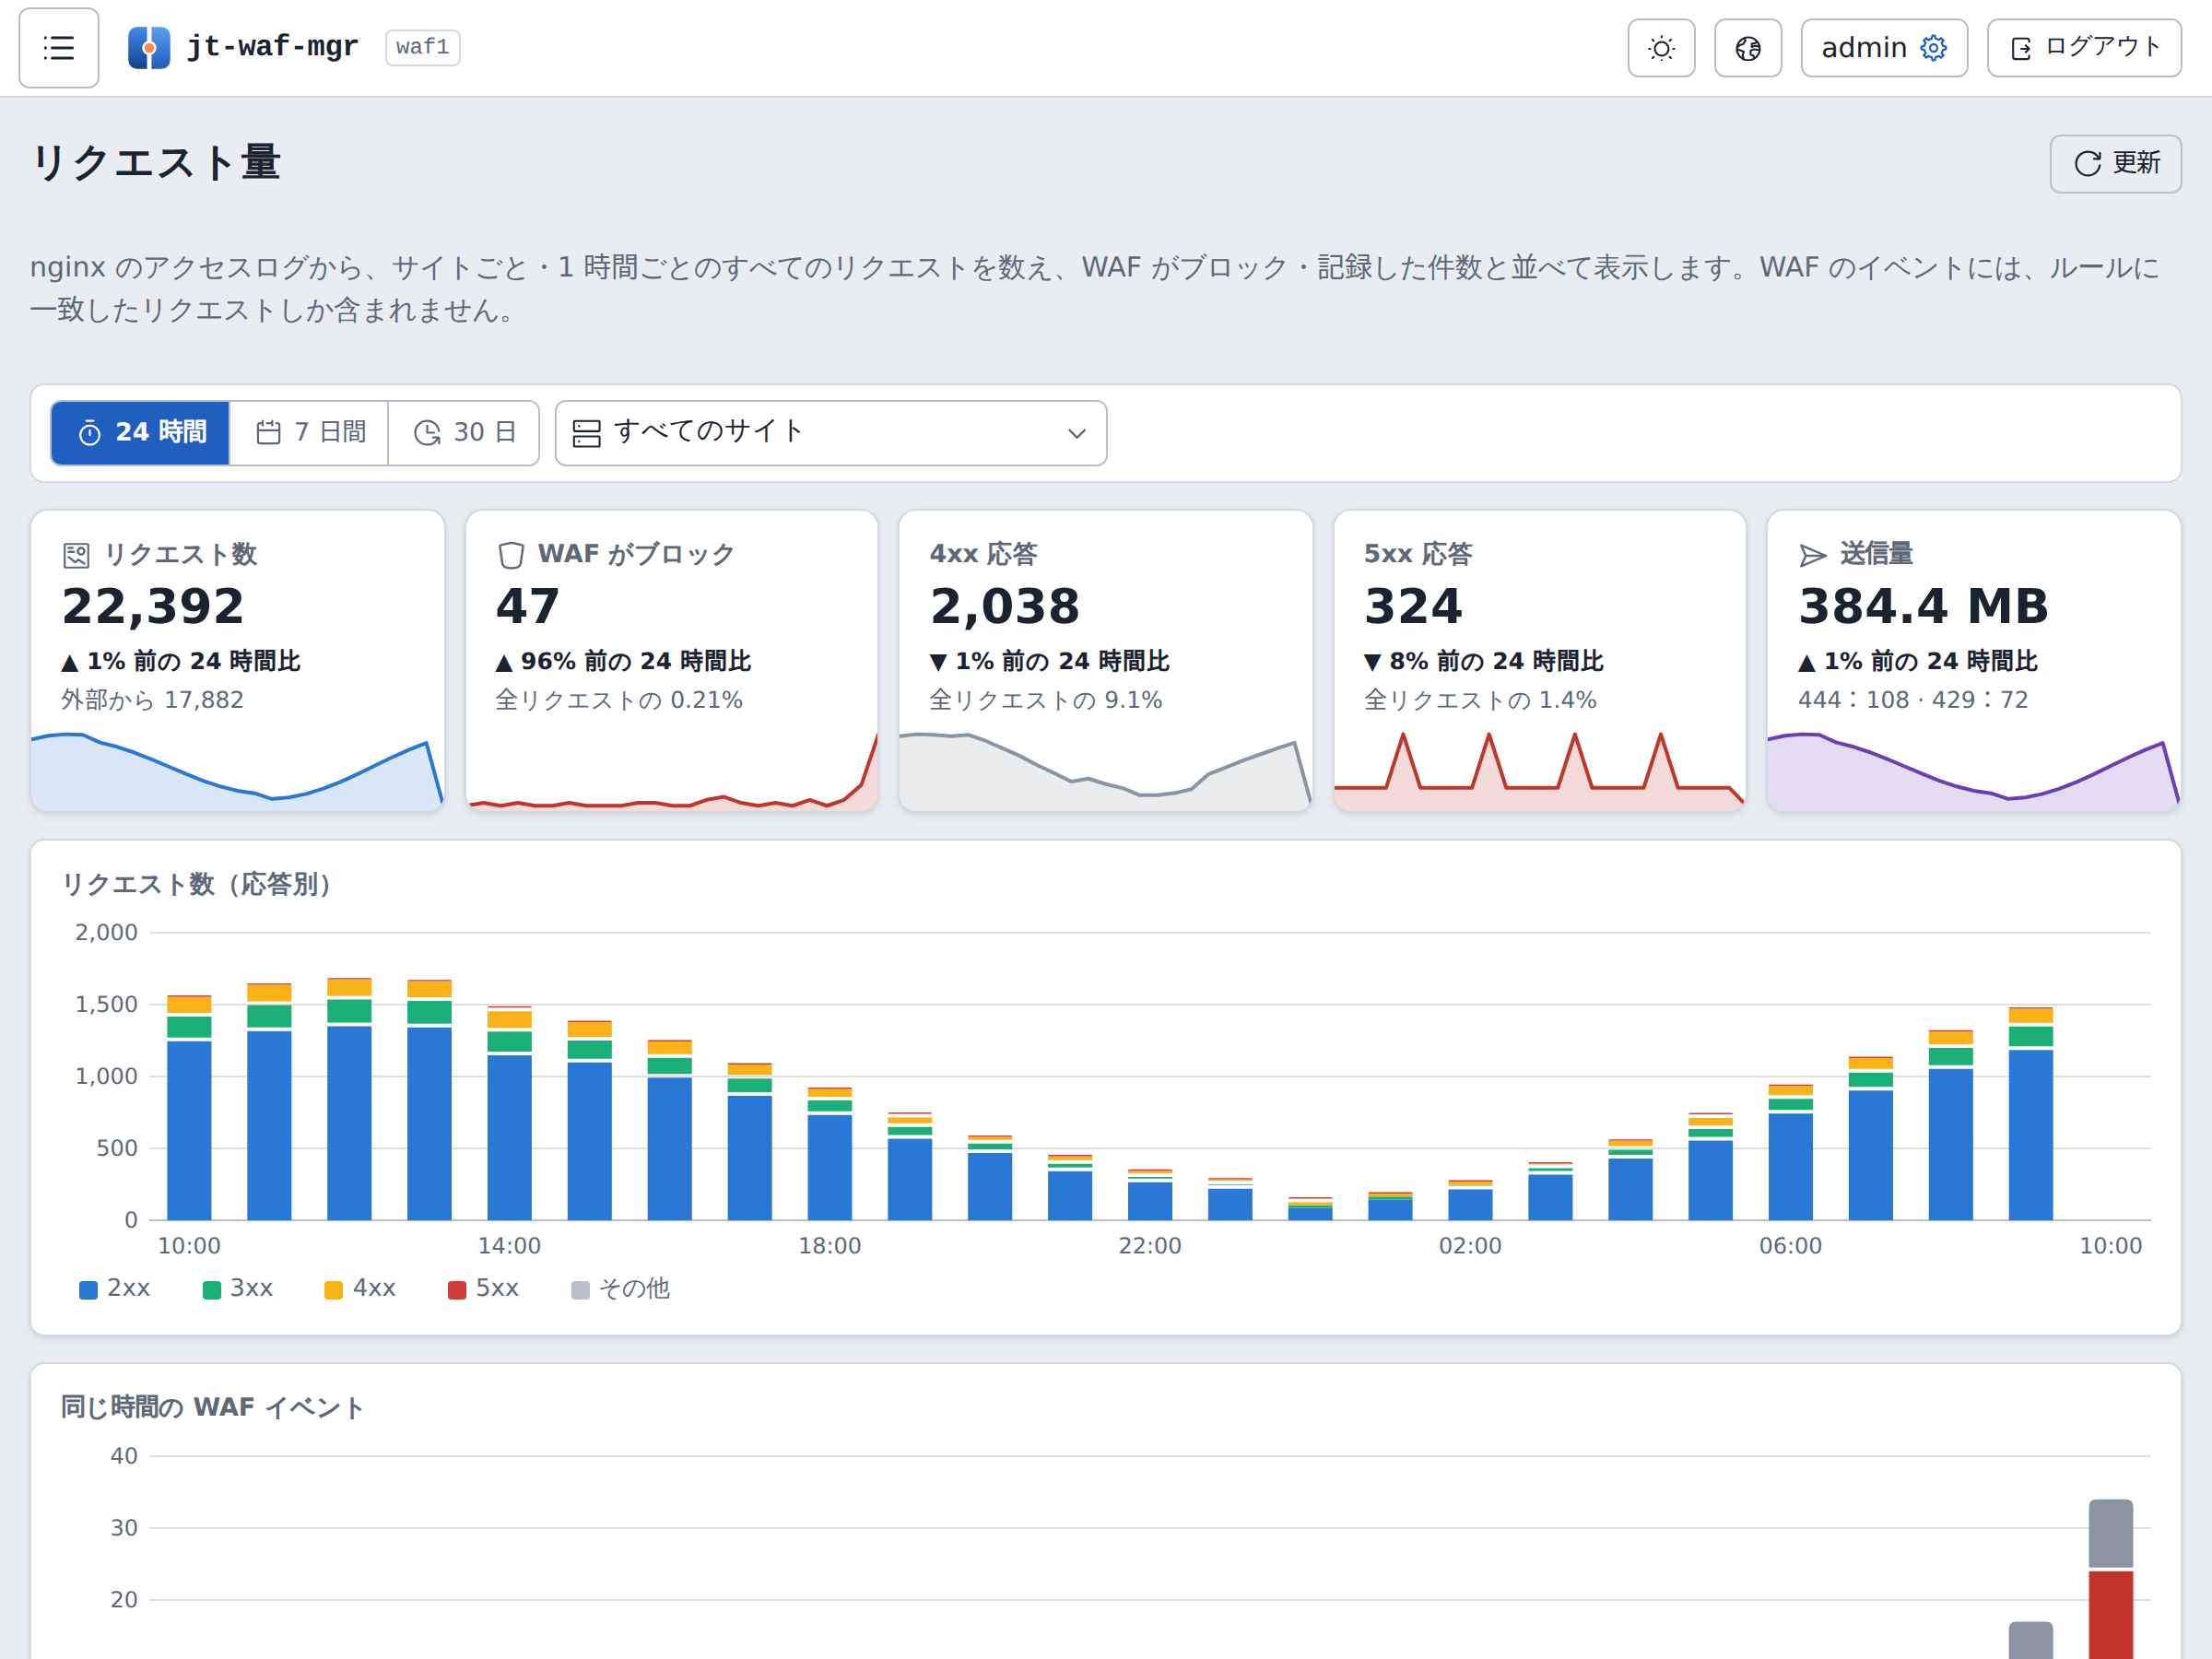 jt-waf-mgr waf1 admin ログアウト
リクエスト量 更新
nginx のアクセスログから、サイトごと・1 時間ごとのすべてのリクエストを数え、WAF がブロック・記録した件数と並べて表示します。WAF のイベントには、ルールに
一致したリクエストしか含まれません。
24 時間 7 日間 30 日 すべてのサイト
リクエスト数
22,392
▲ 1% 前の 24 時間比
外部から 17,882
WAF がブロック
47
▲ 96% 前の 24 時間比
全リクエストの 0.21%
4xx 応答
2,038
▼ 1% 前の 24 時間比
全リクエストの 9.1%
5xx 応答
324
▼ 8% 前の 24 時間比
全リクエストの 1.4%
送信量
384.4 MB
▲ 1% 前の 24 時間比
444：108 · 429：72
リクエスト数（応答別）
2,000
1,500
1,000
500
0
10:00 14:00 18:00 22:00 02:00 06:00 10:00
2xx 3xx 4xx 5xx その他
同じ時間の WAF イベント
40
30
20